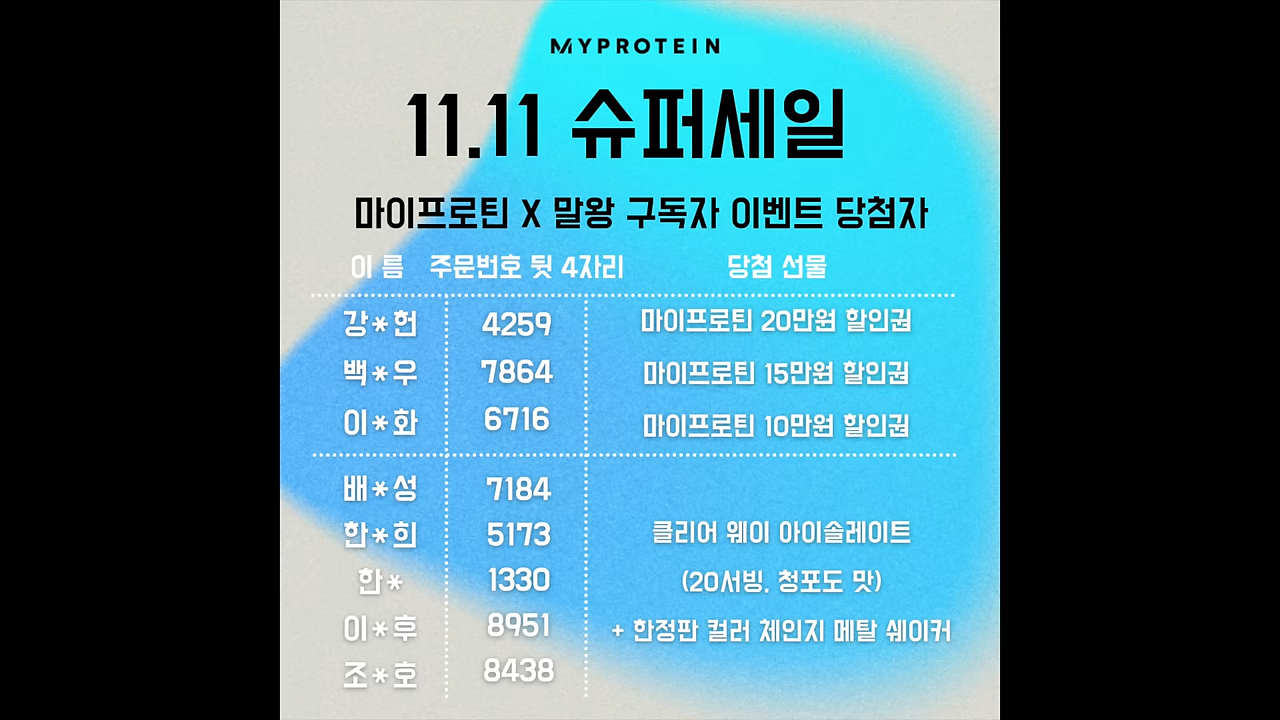 MYPROTEIN
11.11 슈퍼세일
마이프로틴 X 말왕 구독자 이벤트 당첨자
이 름 주문번호 뒷 4자리 당첨 선물
강*헌 4259 마이프로틴 20만원 할인권
백*우 7864 마이프로틴 15만원 할인권
이*화 6716 마이프로틴 10만원 할인권
배*성 7184
한*희 5173 클리어 웨이 아이솔레이트
한* 1330 (20서빙, 청포도 맛)
이*후 8951 + 한정판 컬러 체인지 메탈 쉐이커
조*호 8438